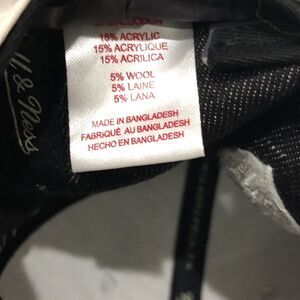 15% ACRYLIC
15% ACRYLIQUE
15% ACRILICA
5% WOOL
5% LAINE
5% LANA
MADE IN BANGLADESH
FABRIQUÉ AU BANGLADESH
HECHO EN BANGLADESH
& Ness